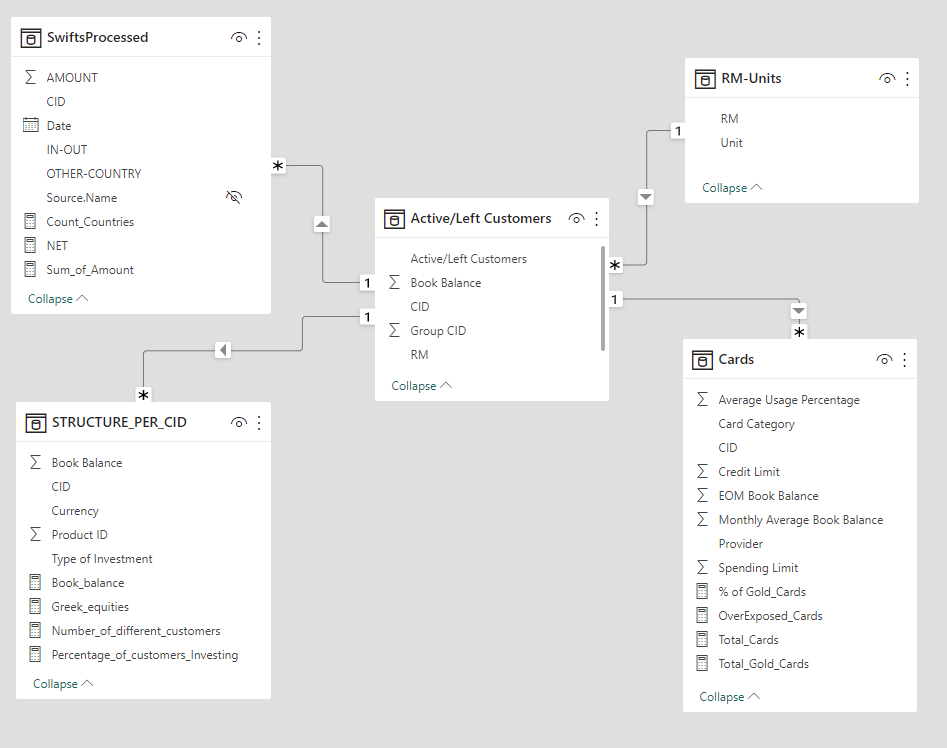 SwiftsProcessed
AMOUNT
CID
Date
IN-OUT
OTHER-COUNTRY
Source.Name
Count_Countries
NET
Sum_of_Amount
Collapse
*
1
RM-Units
RM
Unit
Collapse
1
*
Active/Left Customers
Active/Left Customers
Book Balance
CID
Group CID
RM
Collapse
1
*
1
*
STRUCTURE_PER_CID
Book Balance
CID
Currency
Product ID
Type of Investment
Book_balance
Greek_equities
Number_of_different_customers
Percentage_of_customers_Investing
Collapse
Cards
Average Usage Percentage
Card Category
CID
Credit Limit
EOM Book Balance
Monthly Average Book Balance
Provider
Spending Limit
% of Gold_Cards
OverExposed_Cards
Total_Cards
Total_Gold_Cards
Collapse